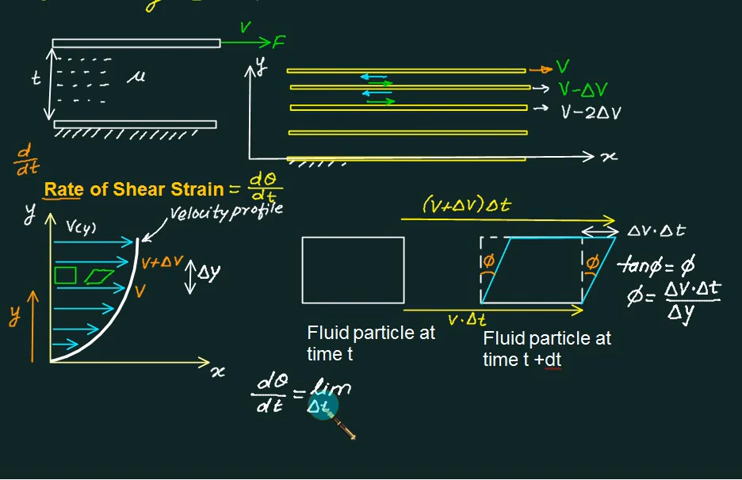 V
F
t
μ
y
V
V-ΔV
V-2ΔV
x
d/dt
Rate of Shear Strain = dθ/dt
y
V(y)
velocity profile
V+ΔV
V
Δy
y
x
(V+ΔV)Δt
ΔV·Δt
ϕ
ϕ
tanϕ = ϕ
ϕ = ΔV·Δt/Δy
V·Δt
Fluid particle at
time t
Fluid particle at
time t +dt
dθ/dt = lim
Δt